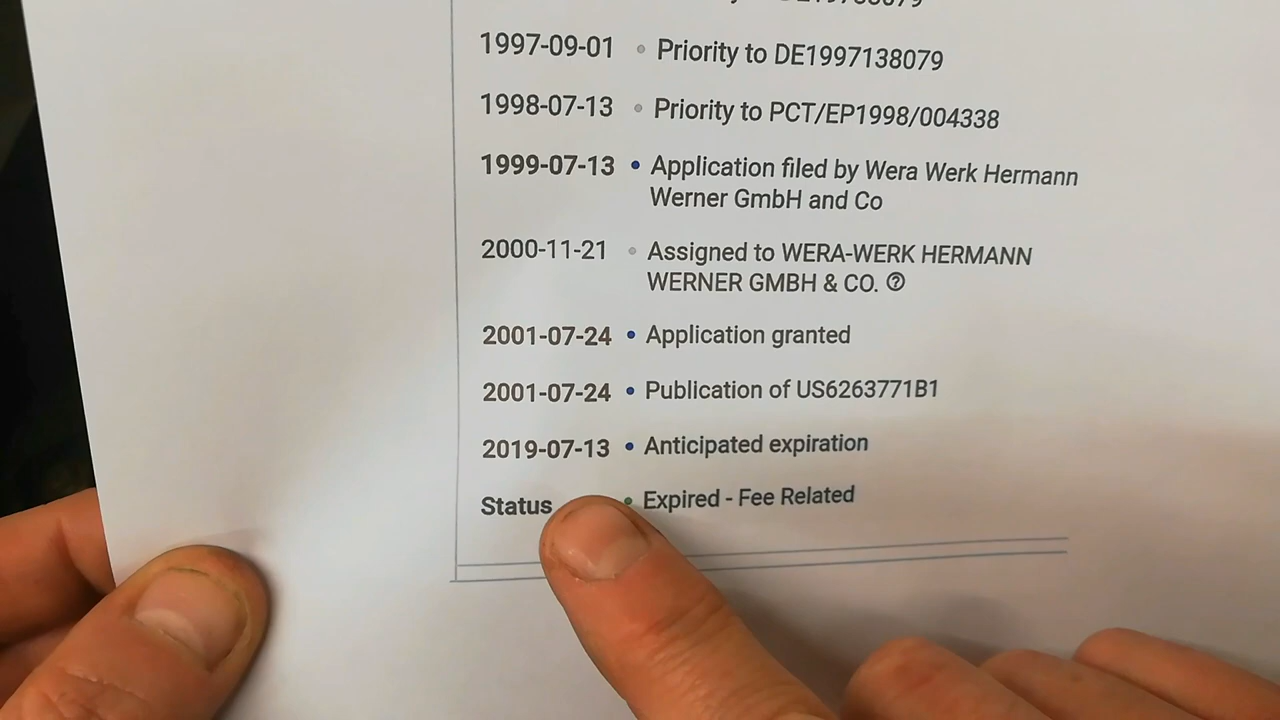 1997-09-01 • Priority to DE1997138079
1998-07-13 • Priority to PCT/EP1998/004338
1999-07-13 • Application filed by Wera Werk Hermann
Werner GmbH and Co
2000-11-21 • Assigned to WERA-WERK HERMANN
WERNER GMBH & CO. ?
2001-07-24 • Application granted
2001-07-24 • Publication of US6263771B1
2019-07-13 • Anticipated expiration
Status • Expired - Fee Related